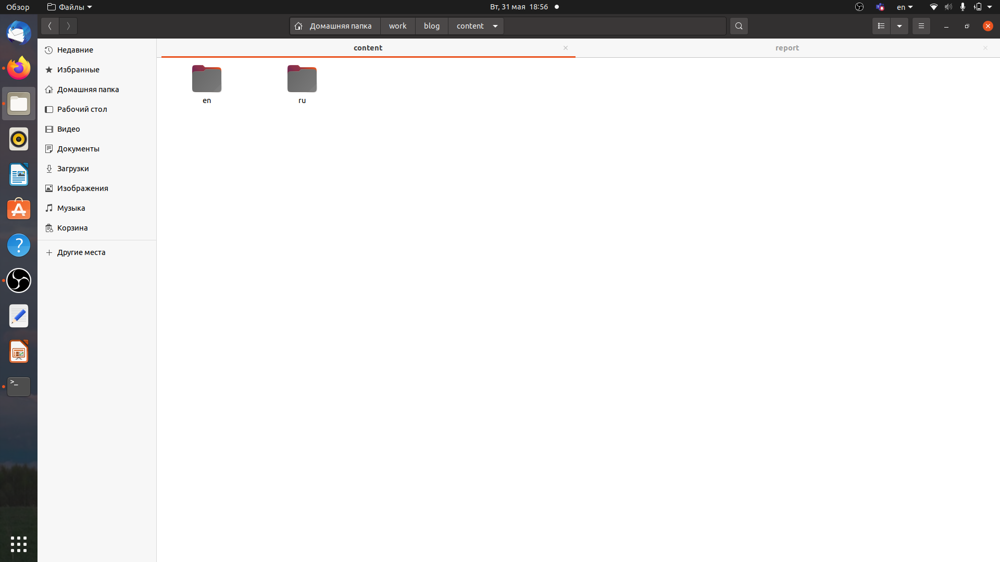 Обзор Файлы Вт, 31 мая 18:56 en
Домашняя папка work blog content
content report
Недавние
Избранные
Домашняя папка
Рабочий стол
Видео
Документы
Загрузки
Изображения
Музыка
Корзина
Другие места
en ru